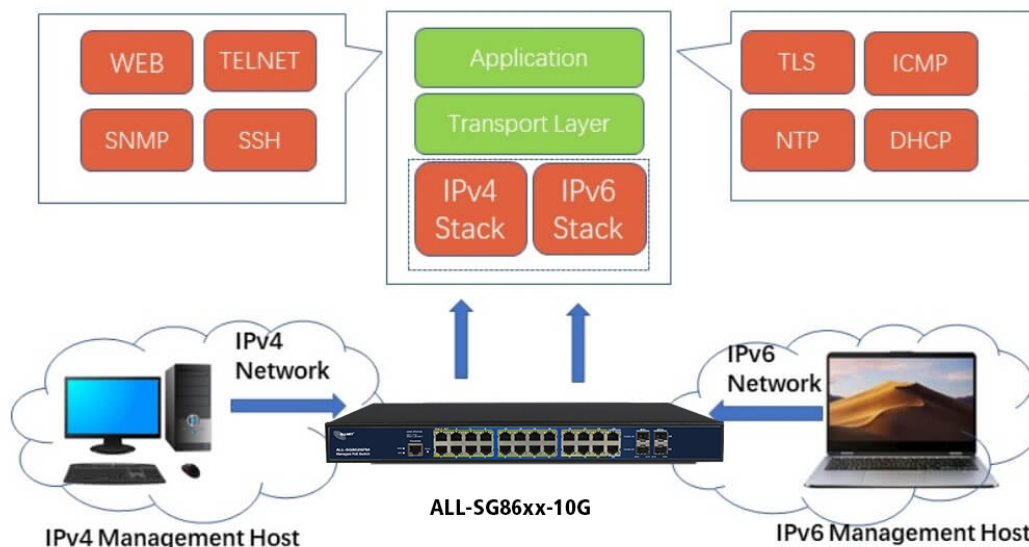 WEB
TELNET
SNMP
SSH
Application
Transport Layer
IPv4
Stack
IPv6
Stack
TLS
ICMP
NTP
DHCP
IPv4
Network
IPv6
Network
ALL-SG86xx-10G
IPv4 Management Host
IPv6 Management Host